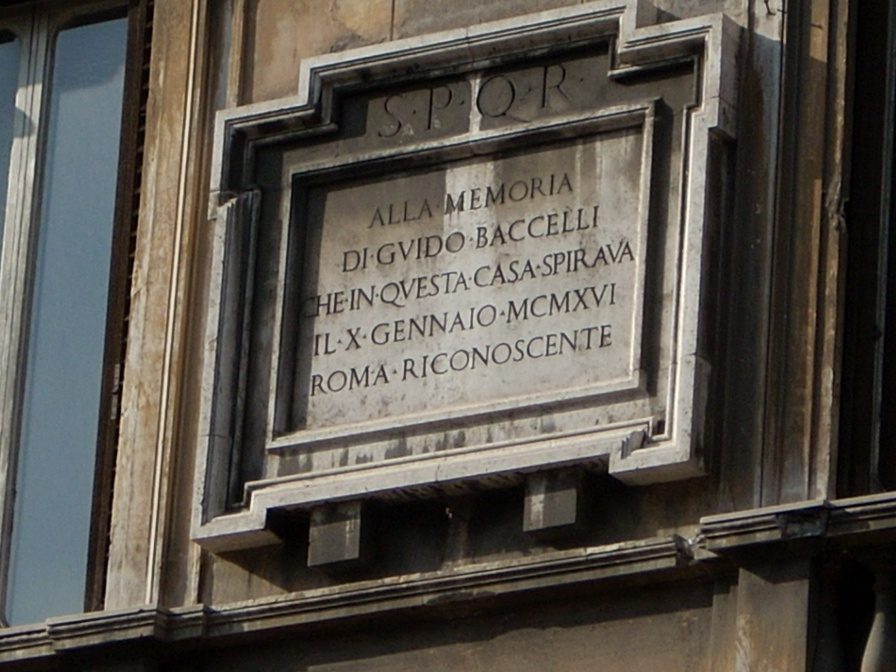 S·P·Q·R·
ALLA·MEMORIA
DI·GVIDO·BACCELLI
CHE·IN·QVESTA·CASA·SPIRAVA
IL·X·GENNAIO·MCMXVI
ROMA·RICONOSCENTE